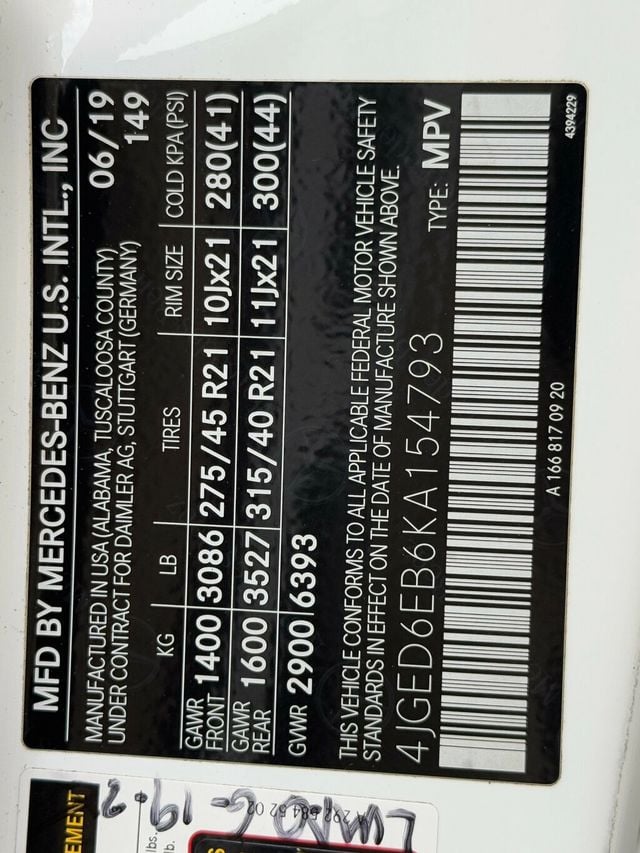 MFD BY MERCEDES-BENZ U.S. INTL., INC
MANUFACTURED IN USA (ALABAMA, TUSCALOOSA COUNTY) 06/19
UNDER CONTRACT FOR DAIMLER AG, STUTTGART (GERMANY) 149
KG LB TIRES RIM SIZE COLD KPA (PSI)
GAWR FRONT 1400 3086 275/45 R21 10Jx21 280(41)
GAWR REAR 1600 3527 315/40 R21 11Jx21 300(44)
GVWR 2900 6393
THIS VEHICLE CONFORMS TO ALL APPLICABLE FEDERAL MOTOR VEHICLE SAFETY
STANDARDS IN EFFECT ON THE DATE OF MANUFACTURE SHOWN ABOVE.
4JGED6EB6KA154793 TYPE: MPV
A 166 817 09 20 4394229
EMENT
lbs.
lb.